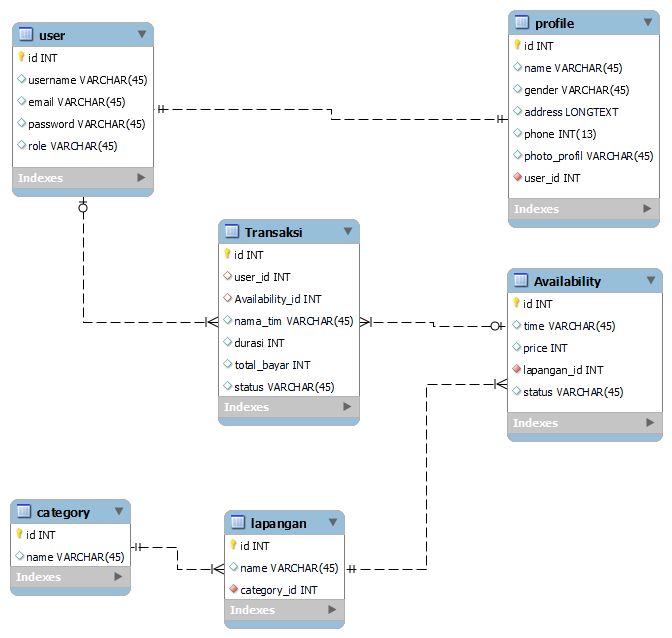 user
id INT
username VARCHAR(45)
email VARCHAR(45)
password VARCHAR(45)
role VARCHAR(45)
Indexes
profile
id INT
name VARCHAR(45)
gender VARCHAR(45)
address LONGTEXT
phone INT(13)
photo_profil VARCHAR(45)
user_id INT
Indexes
Transaksi
id INT
user_id INT
Availability_id INT
nama_tim VARCHAR(45)
durasi INT
total_bayar INT
status VARCHAR(45)
Indexes
Availability
id INT
time VARCHAR(45)
price INT
lapangan_id INT
status VARCHAR(45)
Indexes
category
id INT
name VARCHAR(45)
Indexes
lapangan
id INT
name VARCHAR(45)
category_id INT
Indexes